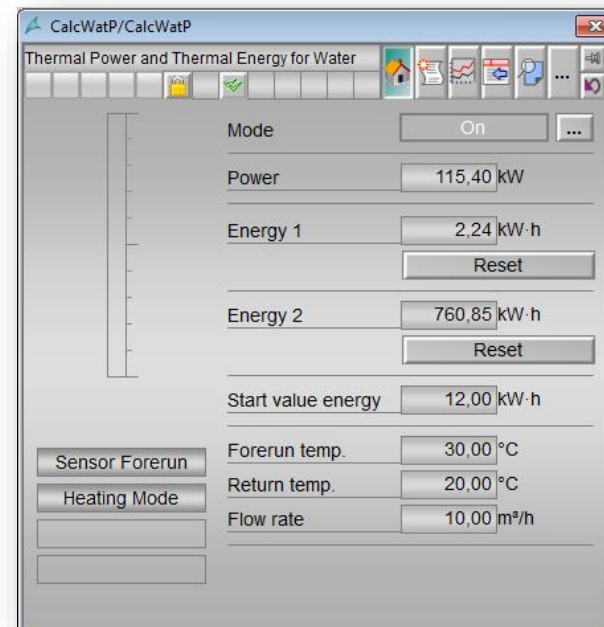 CalcWatP/CalcWatP
Thermal Power and Thermal Energy for Water
...
Mode On ...
Power 115,40 kW
Energy 1 2,24 kW·h
Reset
Energy 2 760,85 kW·h
Reset
Start value energy 12,00 kW·h
Sensor Forerun
Heating Mode
Forerun temp. 30,00 °C
Return temp. 20,00 °C
Flow rate 10,00 m³/h